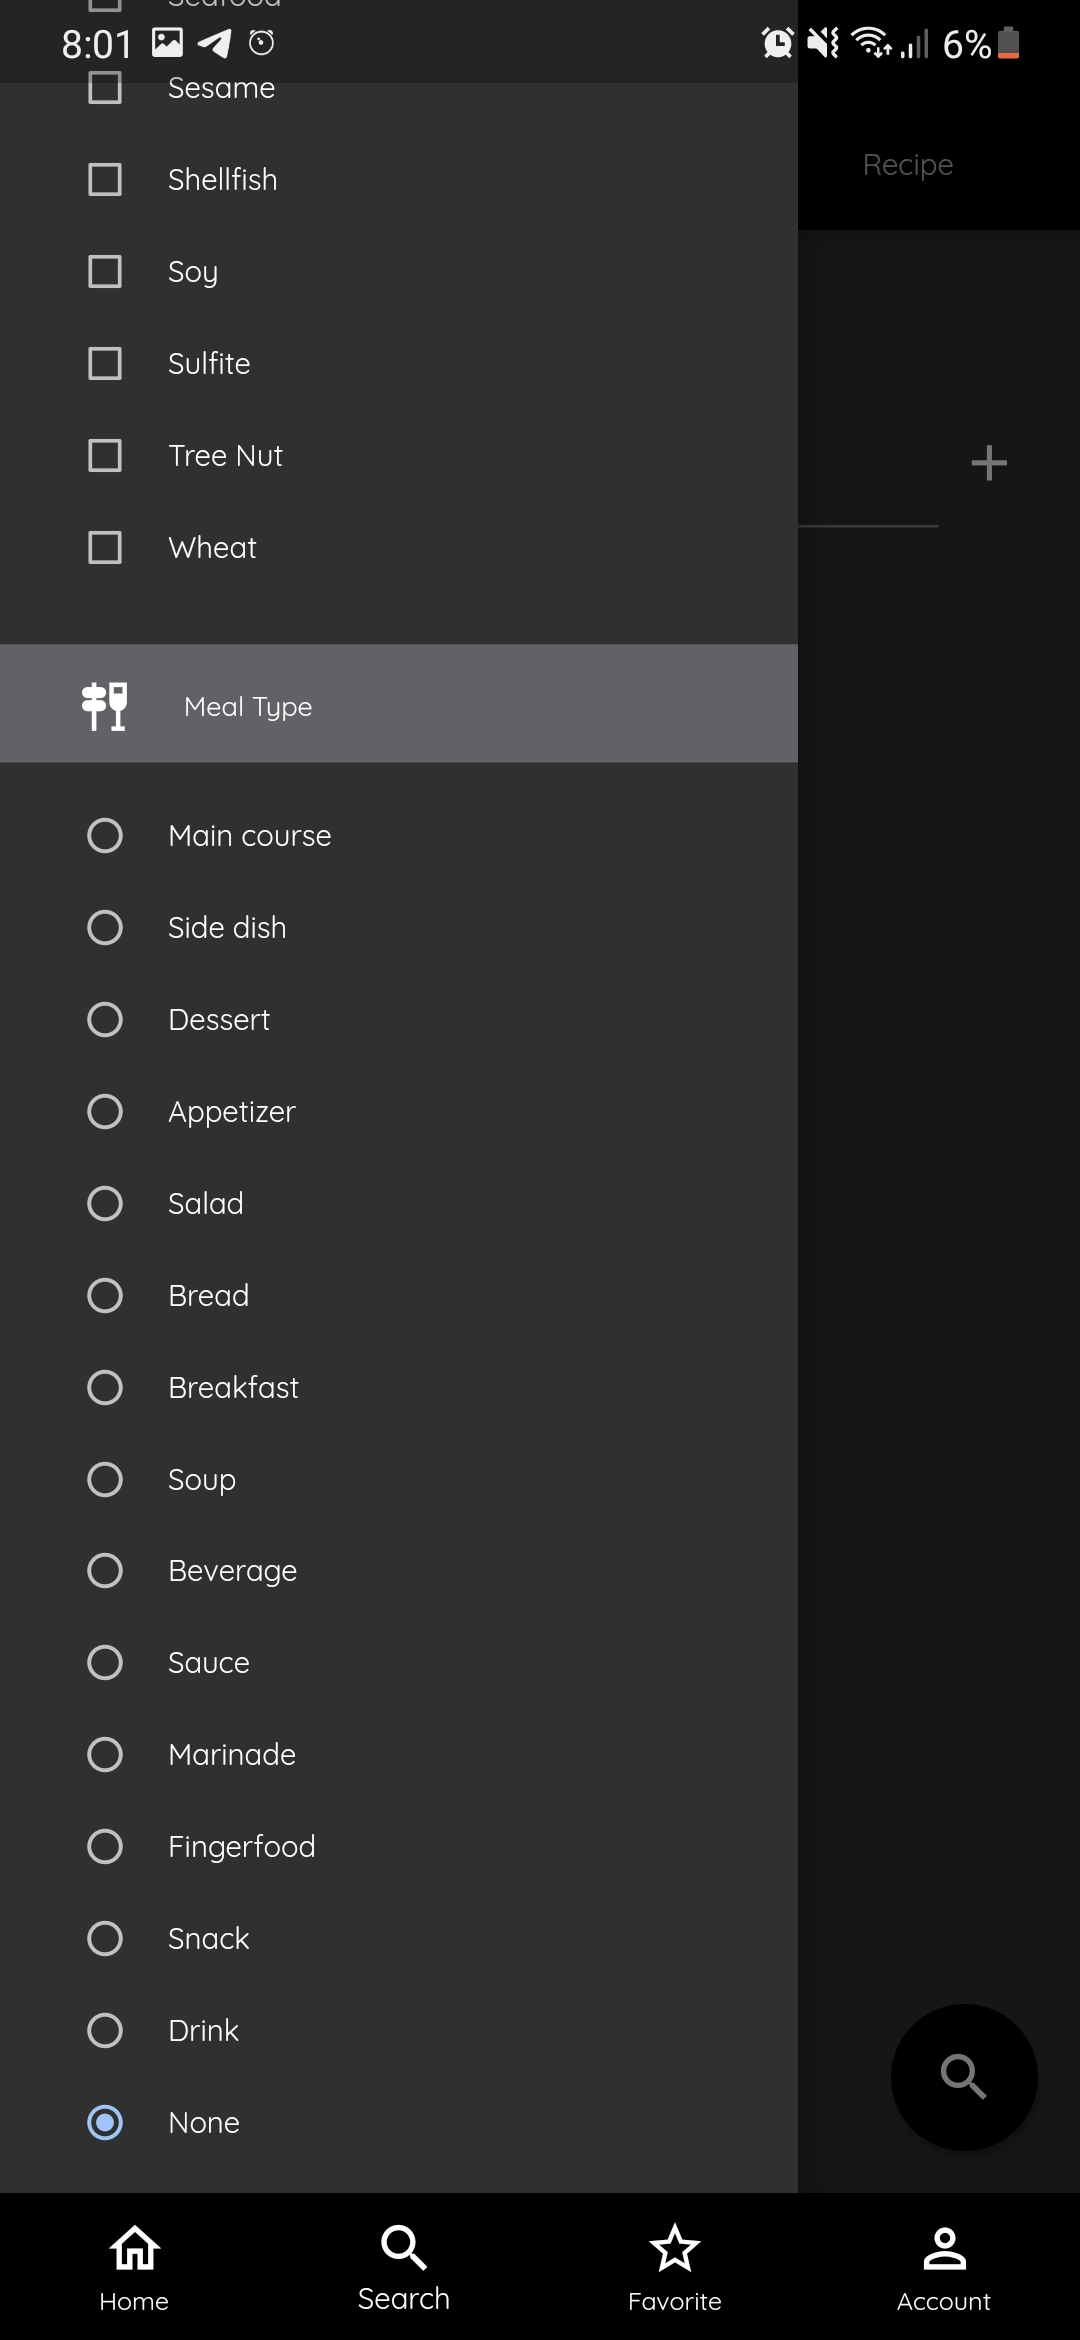 Seafood
8:01
6%
Sesame
Recipe
Shellfish
Soy
Sulfite
Tree Nut
Wheat
Meal Type
Main course
Side dish
Dessert
Appetizer
Salad
Bread
Breakfast
Soup
Beverage
Sauce
Marinade
Fingerfood
Snack
Drink
None
Home
Search
Favorite
Account